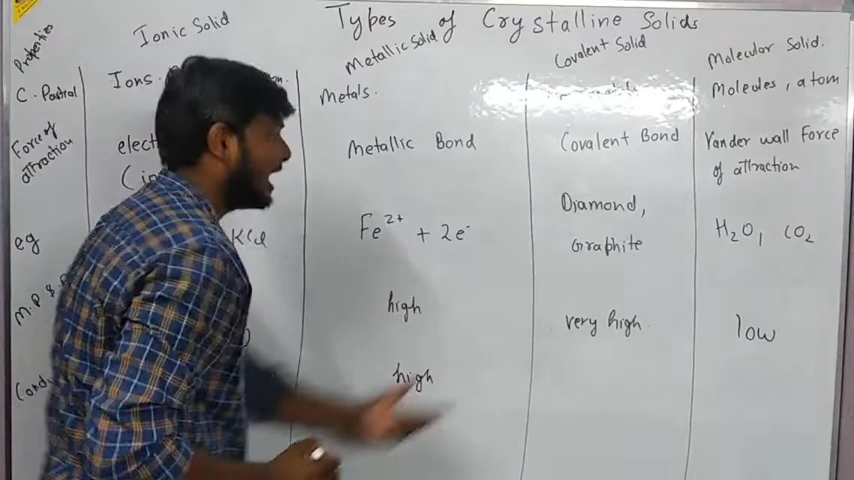 Types of Crystalline Solids
Properties
Ionic Solid
Metallic Solid
Covalent Solid
Molecular Solid.
C. Partical
Ions.
Metals.
Molecules, atom
Force of
attraction
elect
Metallic Bond
Covalent Bond
Vander wall Force
of attraction
eg
KCl
Fe2+ + 2e-
Diamond,
Graphite
H2O, CO2
M.P &
high
very high.
low
Cond
high